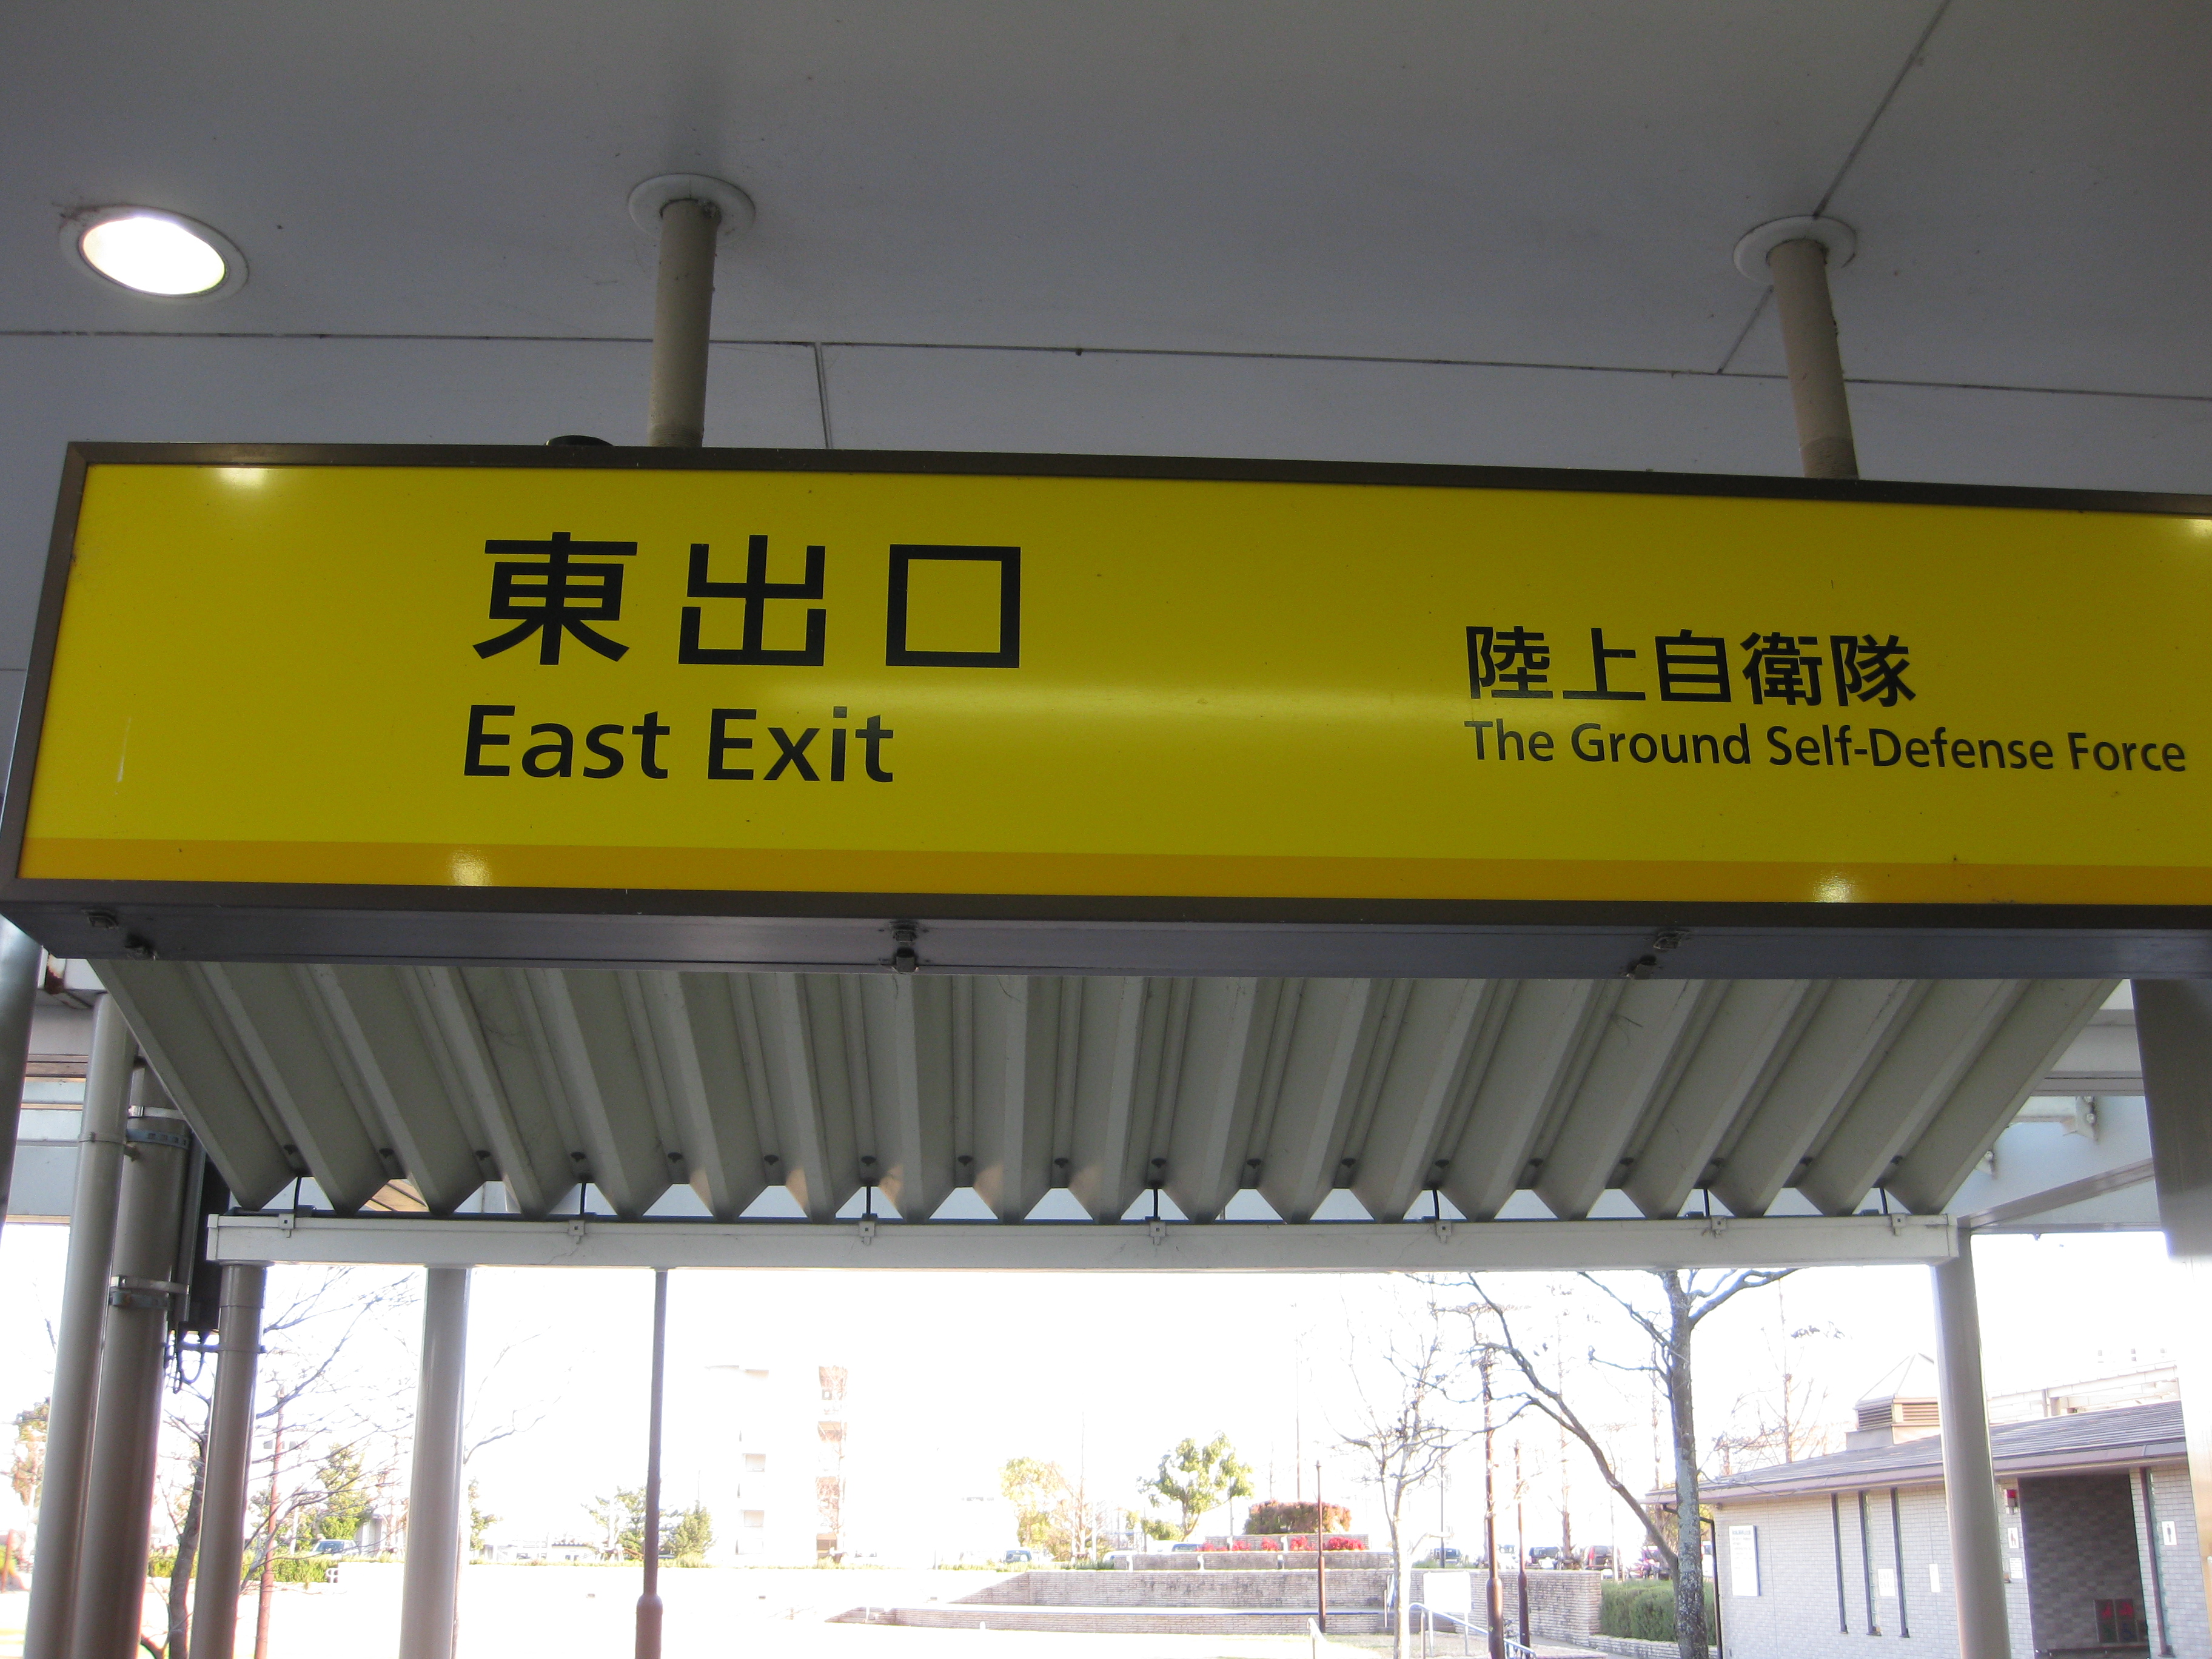 東出口
East Exit
陸上自衛隊
The Ground Self-Defense Force